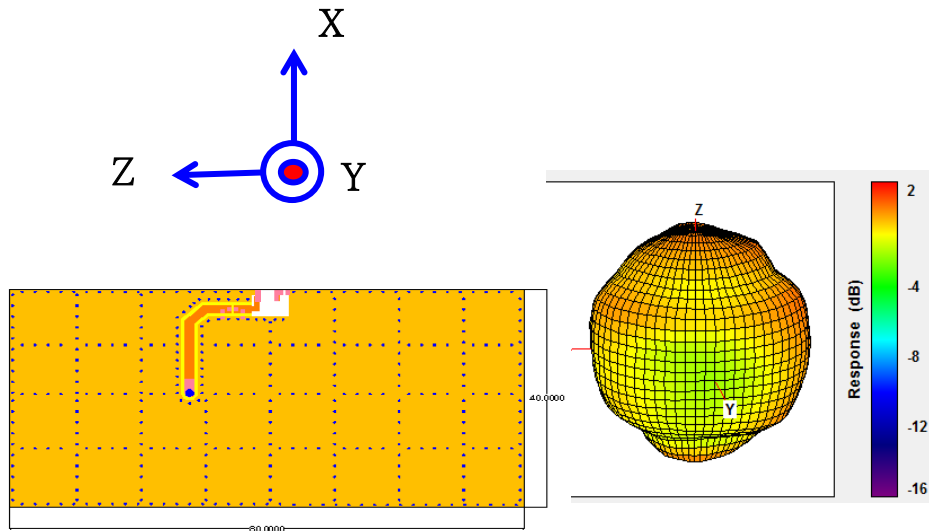 X
Z
Y
40.0000
80.0000
Z
Y
Response (dB)
2
-4
-8
-12
-16